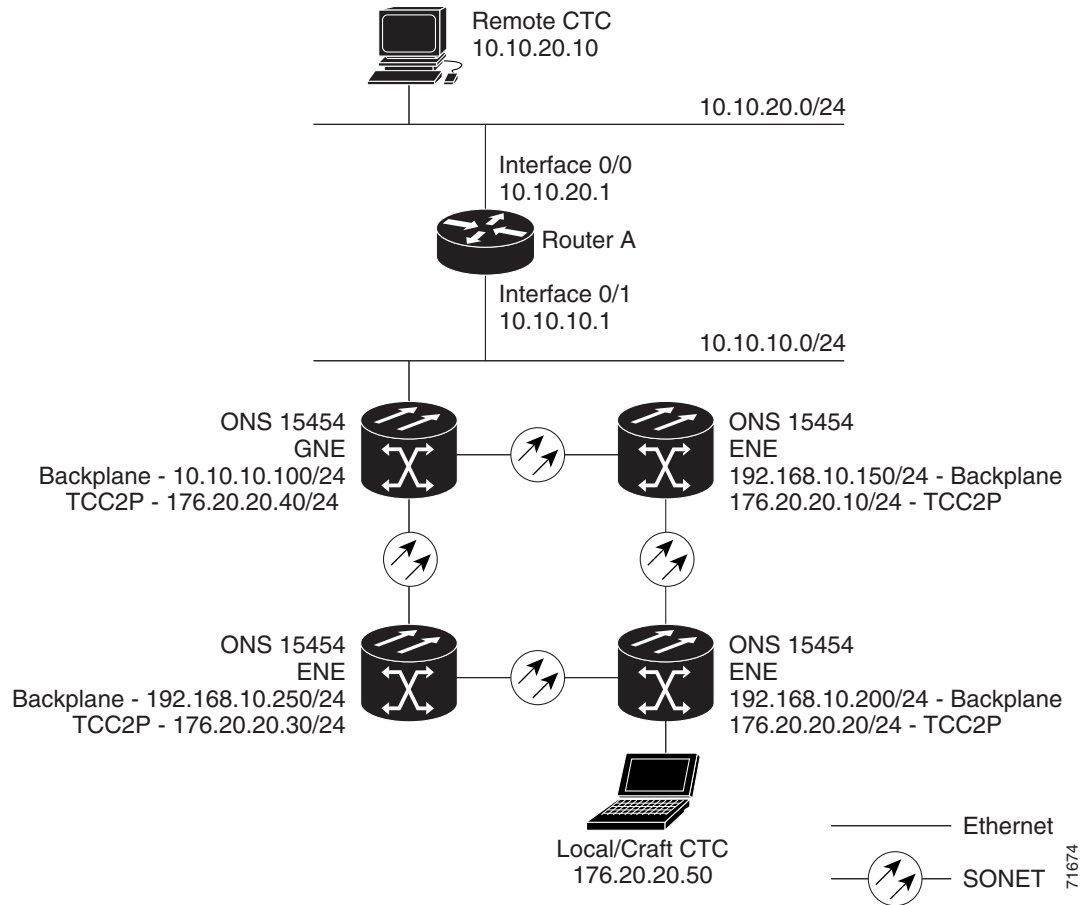 Remote CTC
10.10.20.10
10.10.20.0/24
Interface 0/0
10.10.20.1
Router A
Interface 0/1
10.10.10.1
10.10.10.0/24
ONS 15454
GNE
Backplane - 10.10.10.100/24
TCC2P - 176.20.20.40/24
ONS 15454
ENE
192.168.10.150/24 - Backplane
176.20.20.10/24 - TCC2P
ONS 15454
ENE
Backplane - 192.168.10.250/24
TCC2P - 176.20.20.30/24
ONS 15454
ENE
192.168.10.200/24 - Backplane
176.20.20.20/24 - TCC2P
Local/Craft CTC
176.20.20.50
Ethernet
SONET
71674